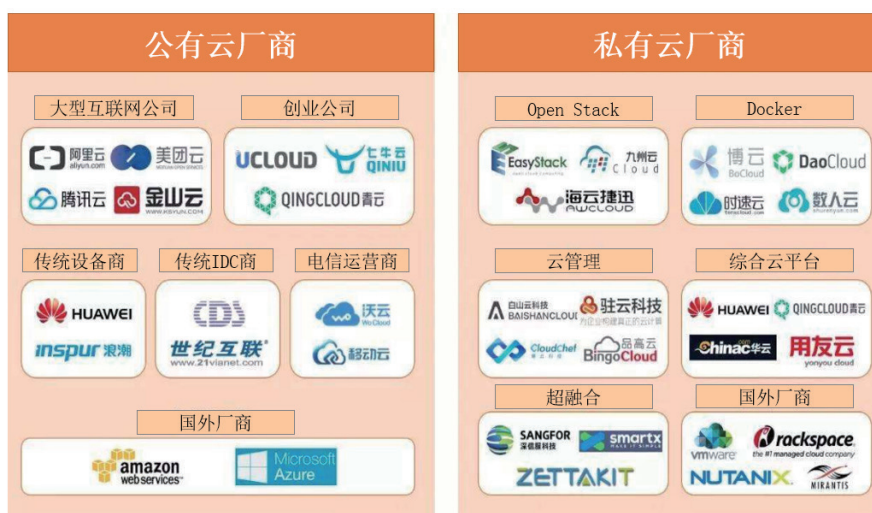 公有云厂商
大型互联网公司
阿里云
aliyun.com
美团云
腾讯云
金山云
WWW.KSYUN.COM
创业公司
UCLOUD
七牛云
QINIU
QINGCLOUD青云
传统设备商
HUAWEI
inspur 浪潮
传统IDC商
CDS
世纪互联
www.21vianet.com
电信运营商
沃云
WoCloud
移动云
国外厂商
amazon
webservices™
Microsoft
Azure
私有云厂商
Open Stack
EasyStack
九州云
Cloud
海云捷迅
AWCLOUD
Docker
博云
BoCloud
DaoCloud
时速云
数人云
云管理
白山云科技
BAISHANCLOUD
驻云科技
CloudChef
品高云
BingoCloud
综合云平台
HUAWEI
QINGCLOUD青云
Chinac华云
.com
用友云
yonyou cloud
超融合
SANGFOR
深信服科技
smartx
MAKE IT SIMPLE
ZETTAKIT
国外厂商
vmware
rackspace
the #1 managed cloud company
NUTANIX
MIRANTIS